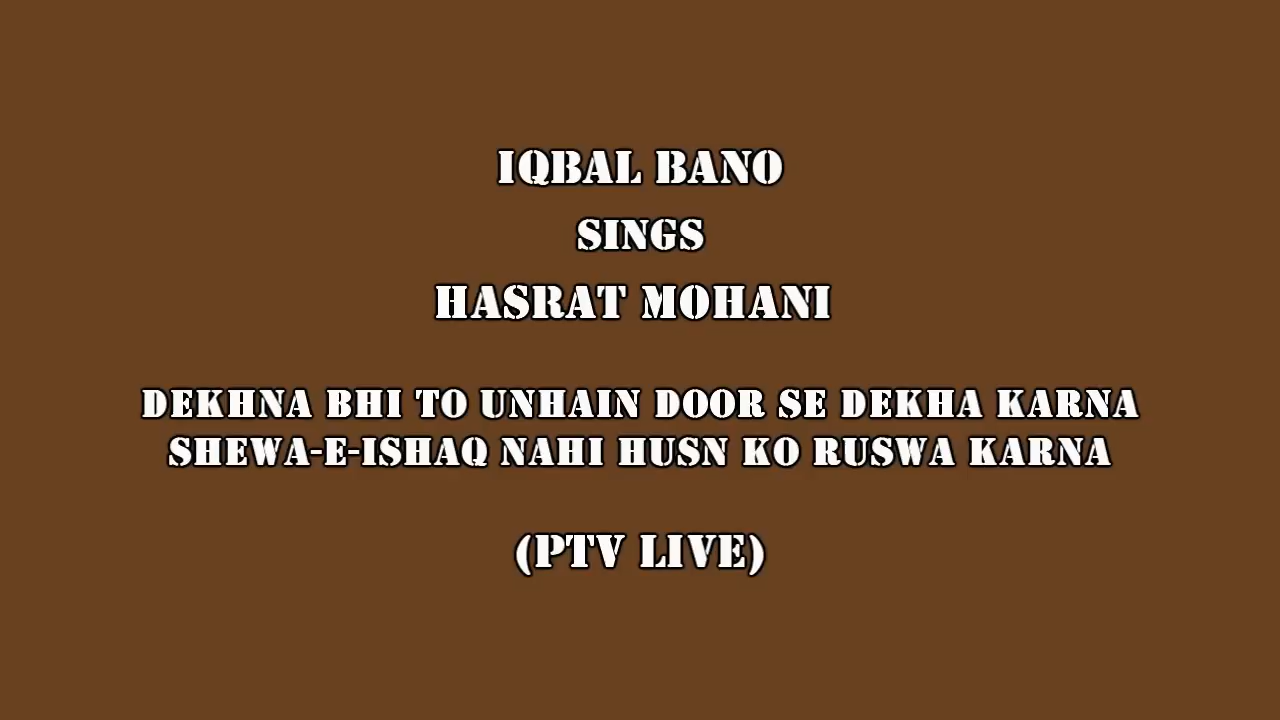 IQBAL BANO
SINGS
HASRAT MOHANI
DEKHNA BHI TO UNHAIN DOOR SE DEKHA KARNA
SHEWA-E-ISHAQ NAHI HUSN KO RUSWA KARNA
(PTV LIVE)